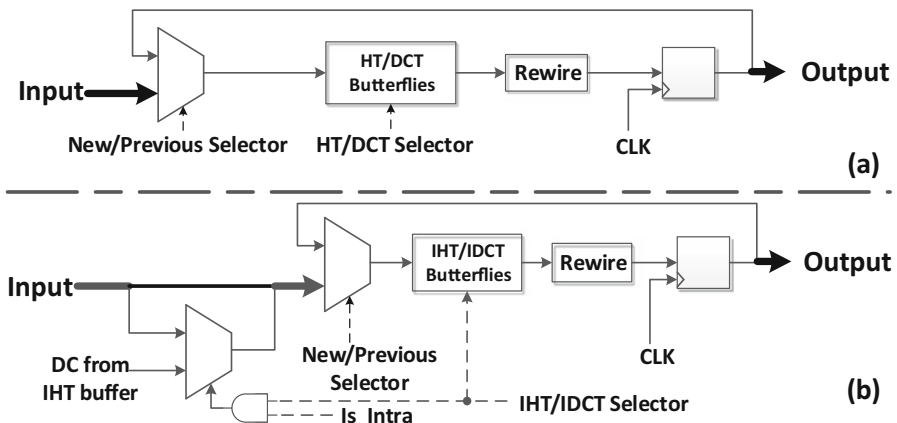 HT/DCT
Butterflies
Rewire
Input
Output
New/Previous Selector
HT/DCT Selector
CLK
(a)
IHT/IDCT
Butterflies
Rewire
Input
Output
DC from
IHT buffer
New/Previous
Selector
CLK
IHT/IDCT Selector
Is Intra
(b)